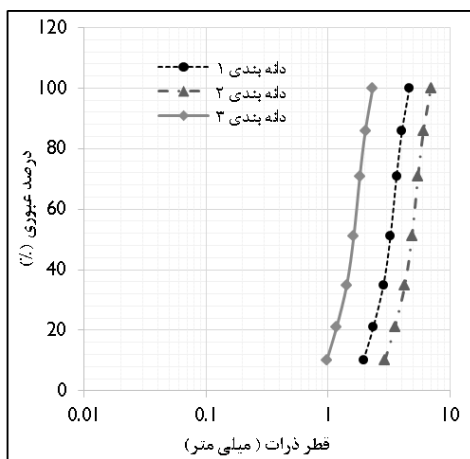 120
100
80
60
40
20
0
درصد عبوری (%)
دانه بندی ۱
دانه بندی ۲
دانه بندی ۳
0.01 0.1 1 10
قطر ذرات ( میلی متر)